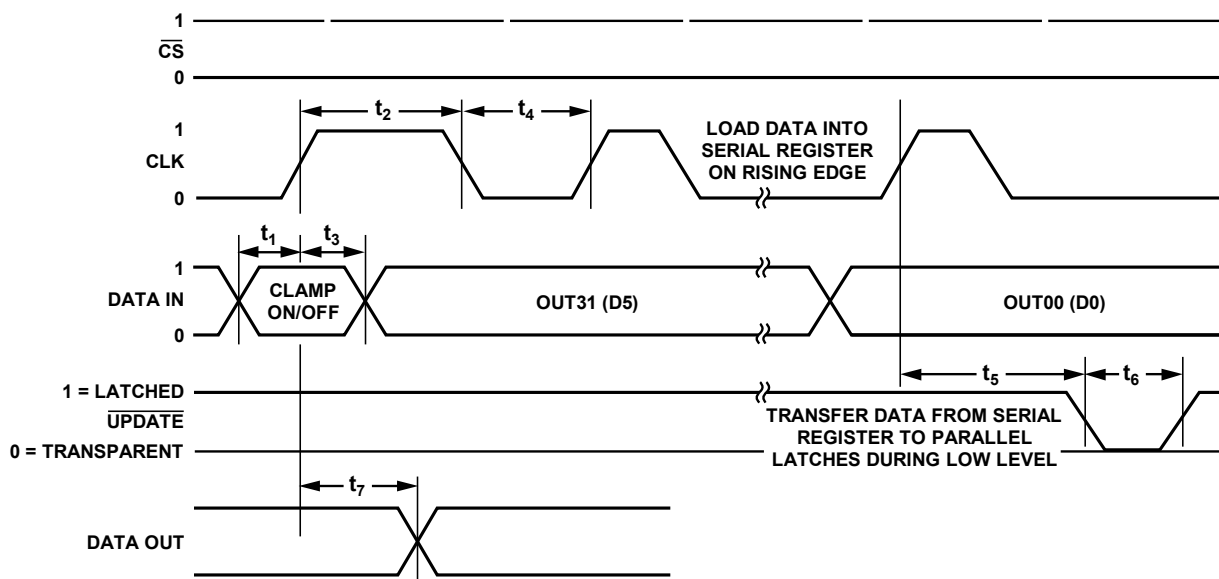 1
CS
0
t2
t4
1
CLK
0
LOAD DATA INTO
SERIAL REGISTER
ON RISING EDGE
t1
t3
1
DATA IN
0
CLAMP
ON/OFF
OUT31 (D5)
OUT00 (D0)
t5
t6
1 = LATCHED
UPDATE
0 = TRANSPARENT
TRANSFER DATA FROM SERIAL
REGISTER TO PARALLEL
LATCHES DURING LOW LEVEL
t7
DATA OUT